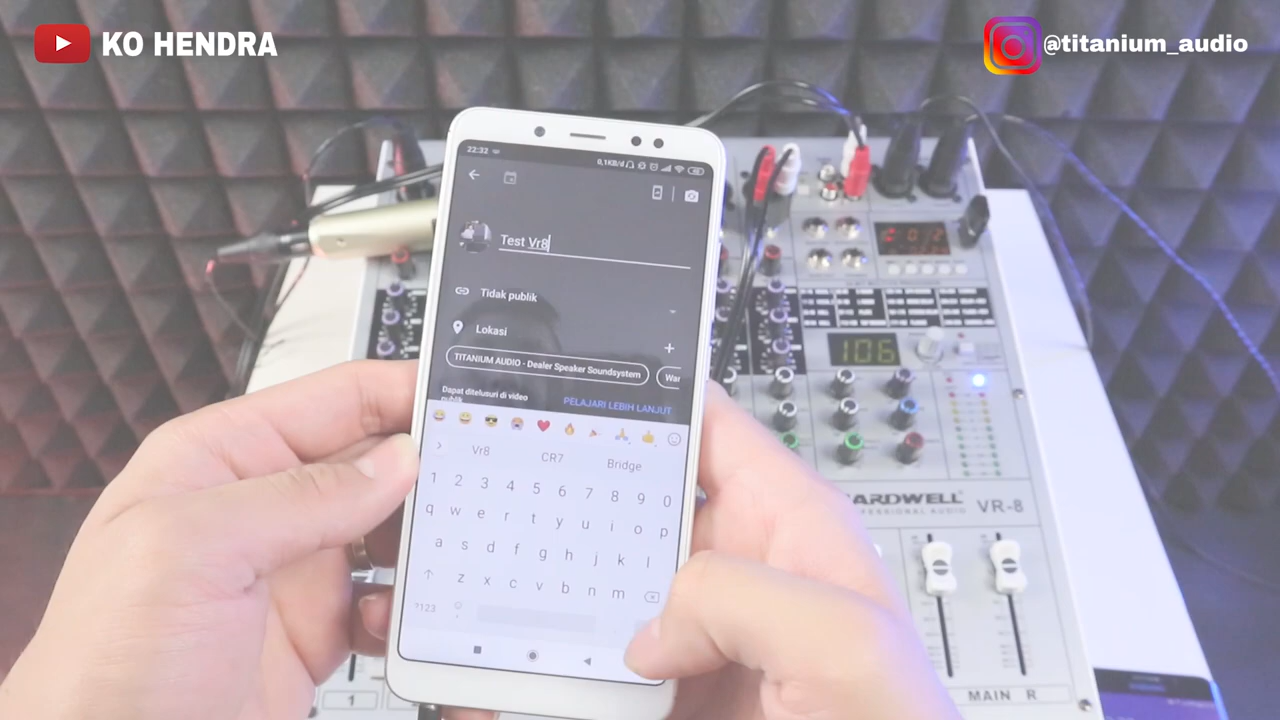 KO HENDRA
@titanium_audio
22:32
0,1KB/d
Test Vr8
Tidak publik
Lokasi
TITANIUM AUDIO - Dealer Speaker Soundsystem
War
Dapat ditelusuri di video
publik
PELAJARI LEBIH LANJUT
Vr8 CR7 Bridge
1 2 3 4 5 6 7 8 9 0
q w e r t y u i o p
a s d f g h j k l
z x c v b n m
?123
106
ARDWELL
VR-8
1
MAIN R